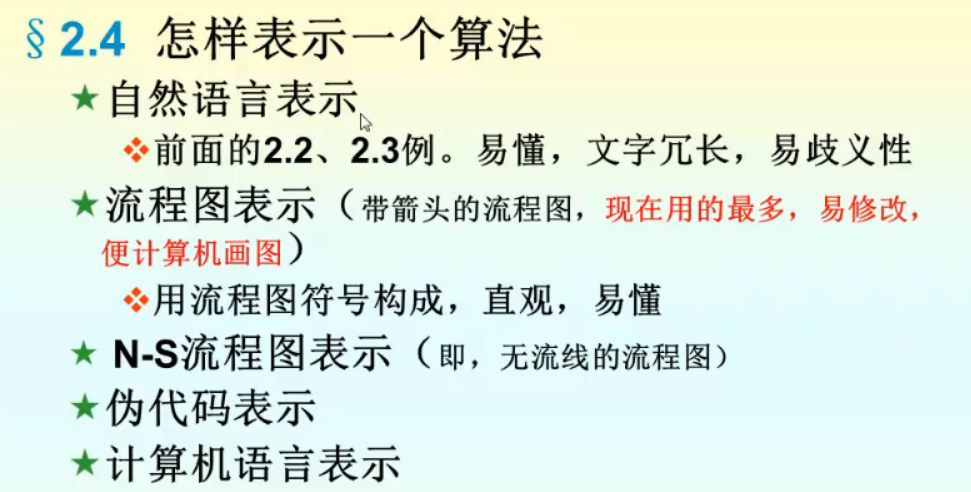 § 2.4 怎样表示一个算法
★自然语言表示
❖前面的2.2、2.3例。易懂，文字冗长，易歧义性
★流程图表示（带箭头的流程图，现在用的最多，易修改，
便计算机画图）
❖用流程图符号构成，直观，易懂
★ N-S流程图表示（即，无流线的流程图）
★伪代码表示
★计算机语言表示